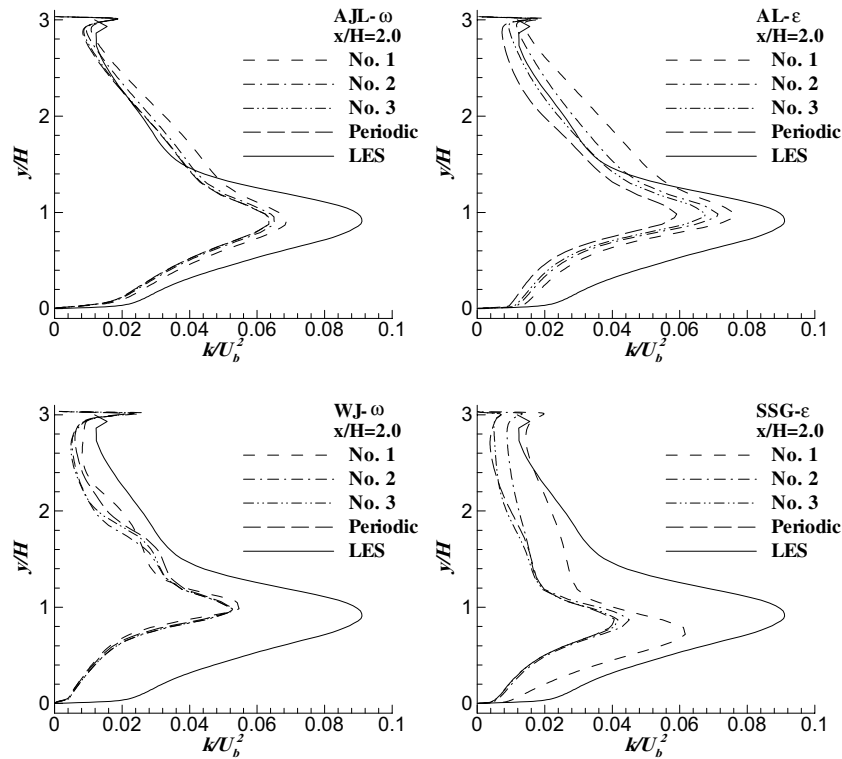 AJL- ω
x/H=2.0
No. 1
No. 2
No. 3
Periodic
LES
y/H
3
2
1
0
0 0.02 0.04 0.06 0.08 0.1
k/U_b^2
AL- ε
x/H=2.0
No. 1
No. 2
No. 3
Periodic
LES
y/H
3
2
1
0
0 0.02 0.04 0.06 0.08 0.1
k/U_b^2
WJ- ω
x/H=2.0
No. 1
No. 2
No. 3
Periodic
LES
y/H
3
2
1
0
0 0.02 0.04 0.06 0.08 0.1
k/U_b^2
SSG-ε
x/H=2.0
No. 1
No. 2
No. 3
Periodic
LES
y/H
3
2
1
0
0 0.02 0.04 0.06 0.08 0.1
k/U_b^2